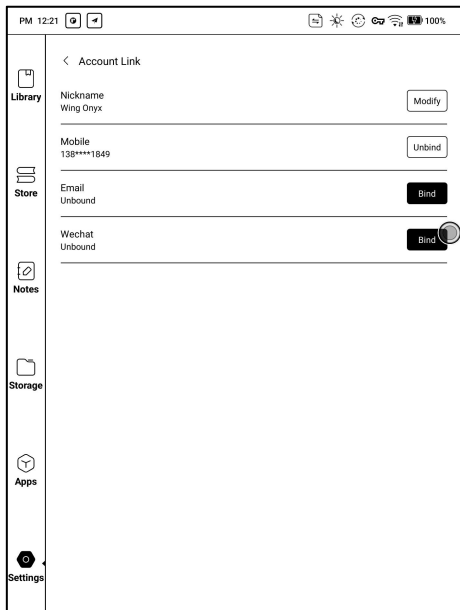 PM 12:21
100%
Account Link
Library
Nickname
Wing Onyx
Modify
Mobile
138****1849
Unbind
Store
Email
Unbound
Bind
Wechat
Unbound
Bind
Notes
Storage
Apps
Settings